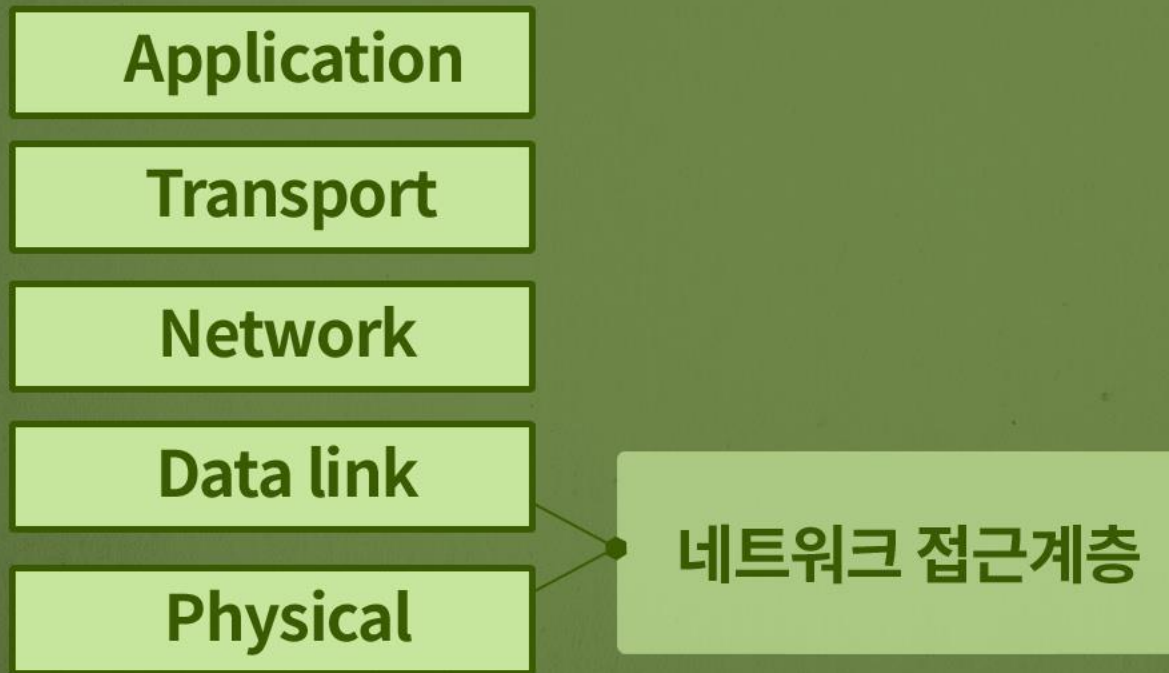 Application
Transport
Network
Data link
네트워크 접근계층
Physical